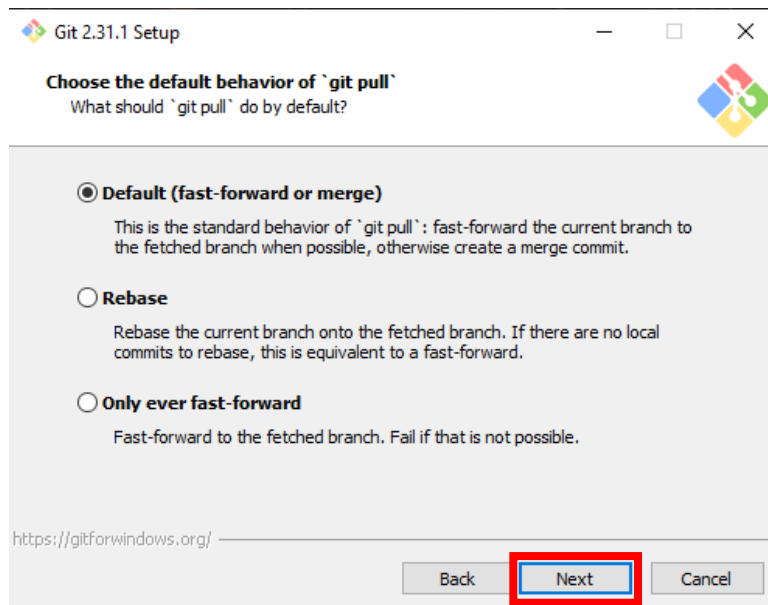 Git 2.31.1 Setup
Choose the default behavior of `git pull`
What should `git pull` do by default?
Default (fast-forward or merge)
This is the standard behavior of `git pull`: fast-forward the current branch to
the fetched branch when possible, otherwise create a merge commit.
Rebase
Rebase the current branch onto the fetched branch. If there are no local
commits to rebase, this is equivalent to a fast-forward.
Only ever fast-forward
Fast-forward to the fetched branch. Fail if that is not possible.
https://gitforwindows.org/
Back Next Cancel